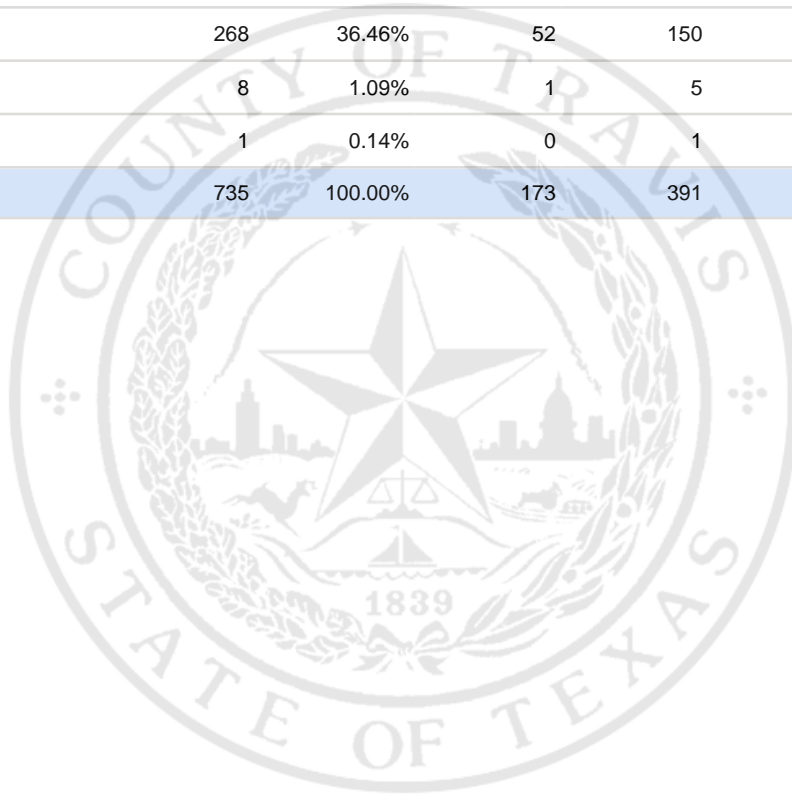 268 36.46% 52 150
8 1.09% 1 5
1 0.14% 0 1
735 100.00% 173 391
COUNTY OF TRAVIS
1839
STATE OF TEXAS